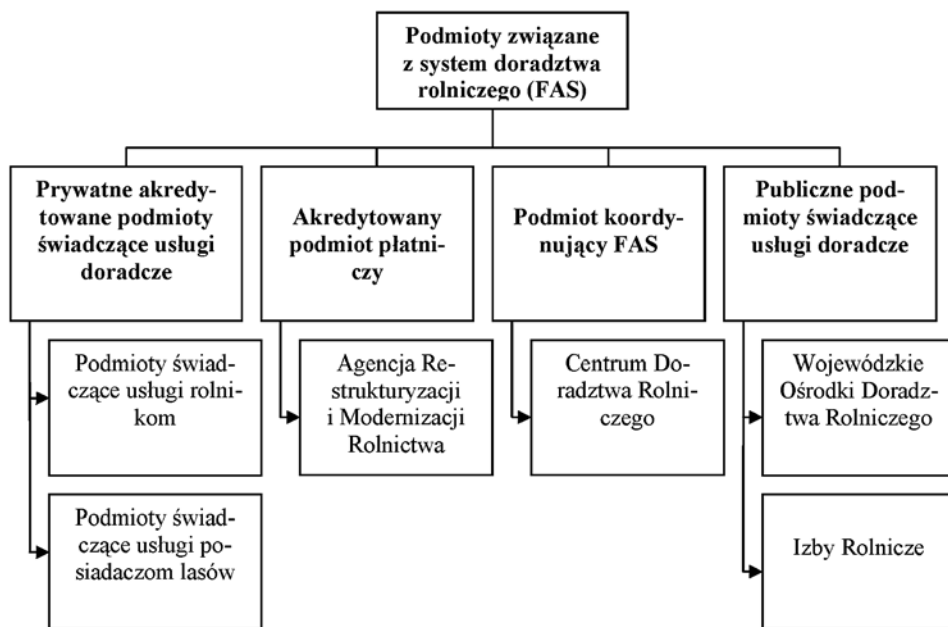 Podmioty związane
z system doradztwa
rolniczego (FAS)
Prywatne akredy-
towane podmioty
świadczące usługi
doradcze
Akredytowany
podmiot płatni-
czy
Podmiot koordy-
nujący FAS
Publiczne pod-
mioty świadczące
usługi doradcze
Podmioty świad-
czące usługi rolni-
kom
Agencja Re-
strukturyzacji
i Modernizacji
Rolnictwa
Centrum Do-
radztwa Rolni-
czego
Wojewódzkie
Ośrodki Doradz-
twa Rolniczego
Podmioty świad-
czące usługi po-
siadaczom lasów
Izby Rolnicze